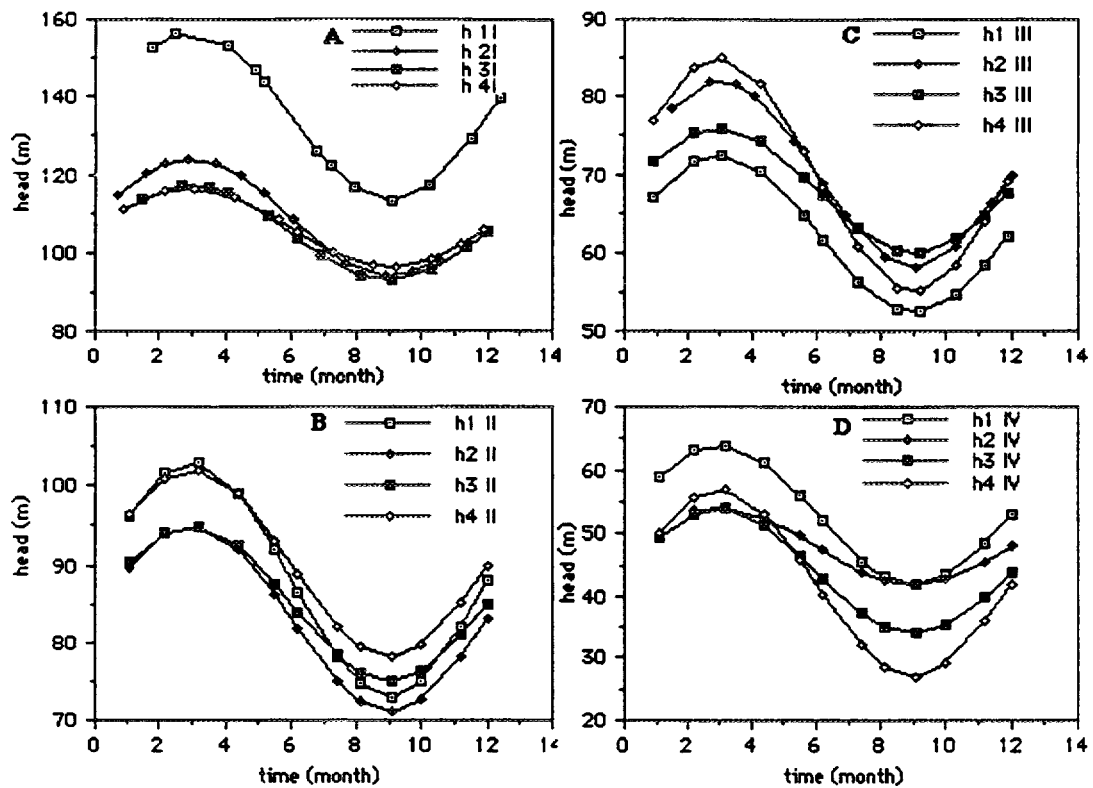 A
h 1I
h 2I
h 3I
h 4I
160
140
120
100
80
head (m)
0 2 4 6 8 10 12 14
time (month)
C
h1 III
h2 III
h3 III
h4 III
90
80
70
60
50
head (m)
0 2 4 6 8 10 12 14
time (month)
B
h1 II
h2 II
h3 II
h4 II
110
100
90
80
70
head (m)
0 2 4 6 8 10 12 14
time (month)
D
h1 IV
h2 IV
h3 IV
h4 IV
70
60
50
40
30
20
head (m)
0 2 4 6 8 10 12 14
time (month)